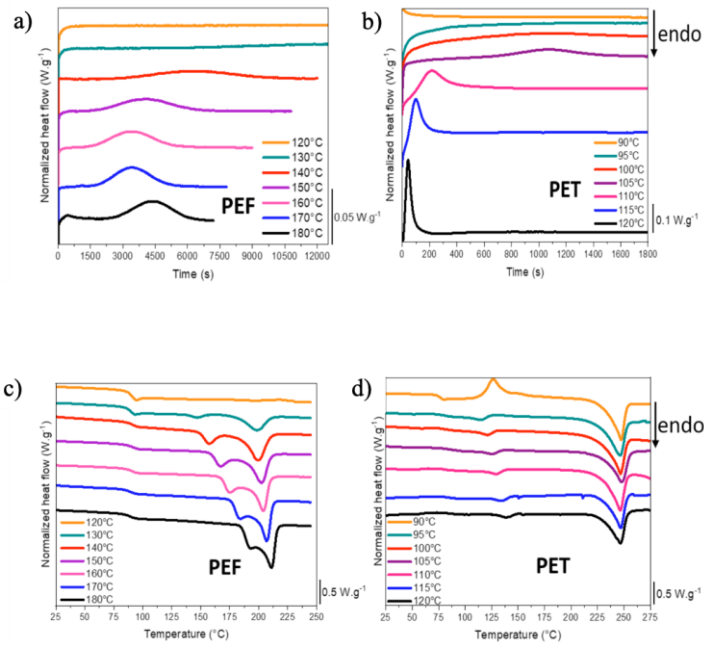 a)
Normalized heat flow (W.g⁻¹)
120°C
130°C
140°C
150°C
160°C
170°C
180°C
PEF
0.05 W.g⁻¹
0 1500 3000 4500 6000 7500 9000 10500 12000
Time (s)
b)
endo
Normalized heat flow (W.g⁻¹)
90°C
95°C
100°C
105°C
110°C
115°C
120°C
PET
0.1 W.g⁻¹
0 200 400 600 800 1000 1200 1400 1600 1800
Time (s)
c)
Normalized heat flow (W.g⁻¹)
120°C
130°C
140°C
150°C
160°C
170°C
180°C
PEF
0.5 W.g⁻¹
25 50 75 100 125 150 175 200 225 250
Temperature (°C)
d)
endo
Normalized heat flow (W.g⁻¹)
90°C
95°C
100°C
105°C
110°C
115°C
120°C
PET
0.5 W.g⁻¹
25 50 75 100 125 150 175 200 225 250 275
Temperature (°C)